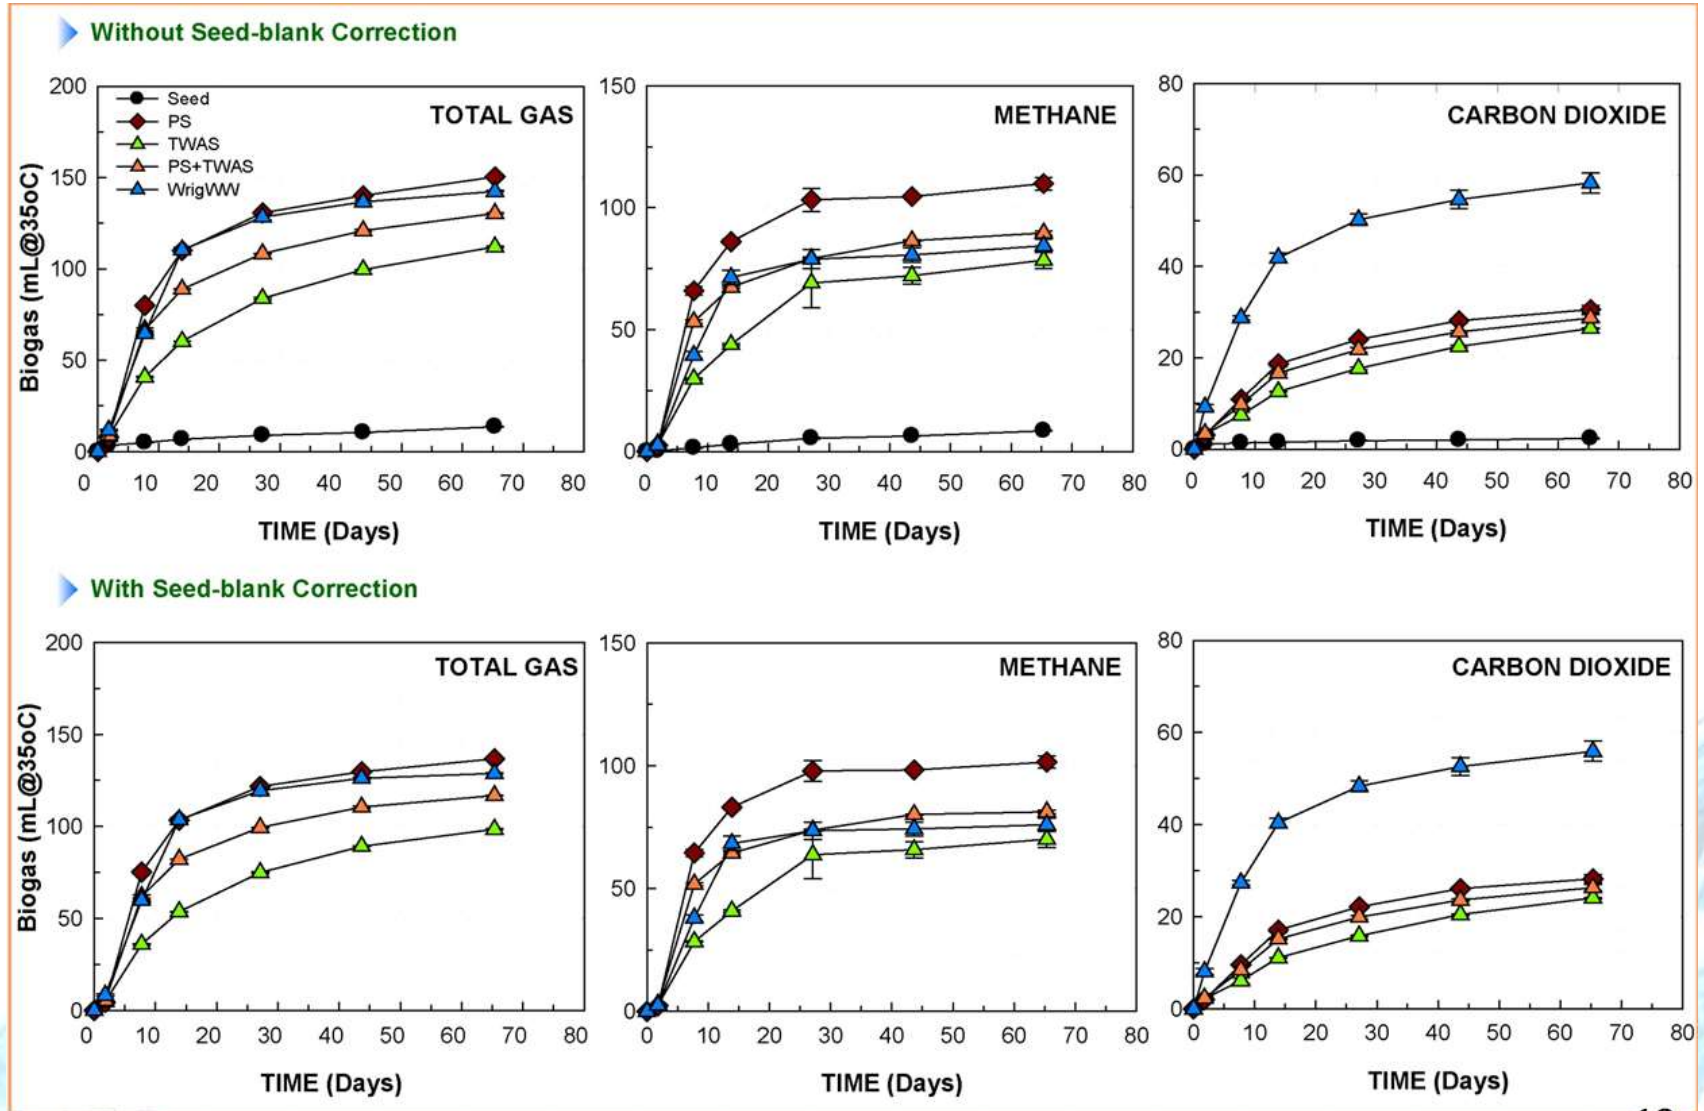 Without Seed-blank Correction
200
150
100
50
0
Biogas (mL@35oC)
Seed
PS
TWAS
PS+TWAS
WrigWW
TOTAL GAS
0 10 20 30 40 50 60 70 80
TIME (Days)
150
100
50
0
METHANE
0 10 20 30 40 50 60 70 80
TIME (Days)
80
60
40
20
0
CARBON DIOXIDE
0 10 20 30 40 50 60 70 80
TIME (Days)
With Seed-blank Correction
200
150
100
50
0
Biogas (mL@35oC)
TOTAL GAS
0 10 20 30 40 50 60 70 80
TIME (Days)
150
100
50
0
METHANE
0 10 20 30 40 50 60 70 80
TIME (Days)
80
60
40
20
0
CARBON DIOXIDE
0 10 20 30 40 50 60 70 80
TIME (Days)